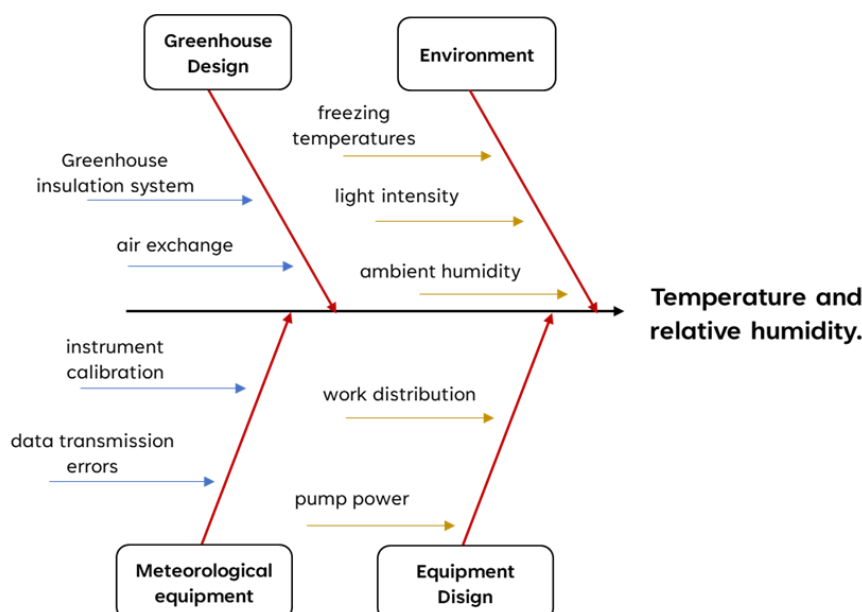 Greenhouse
Design
Environment
freezing
temperatures
Greenhouse
insulation system
light intensity
air exchange
ambient humidity
Temperature and
relative humidity.
instrument
calibration
work distribution
data transmission
errors
pump power
Meteorological
equipment
Equipment
Disign